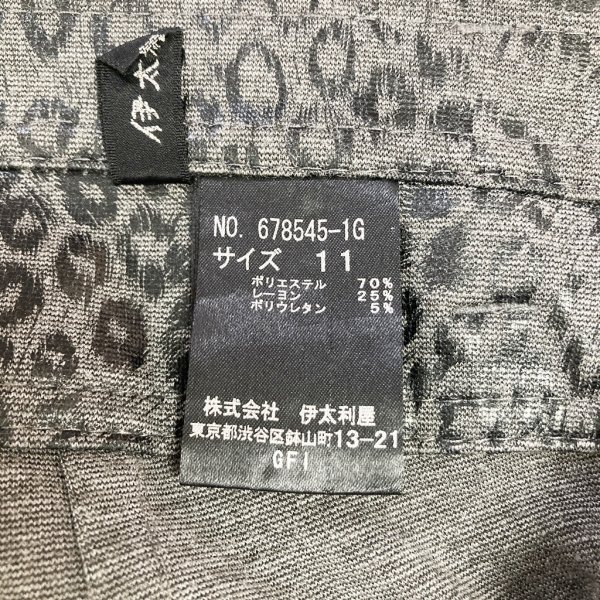 伊太利
NO. 678545-1G
サイズ 11
ポリエステル 70%
レーヨン 25%
ポリウレタン 5%
株式会社 伊太利屋
東京都渋谷区鉢山町13-21
GFI